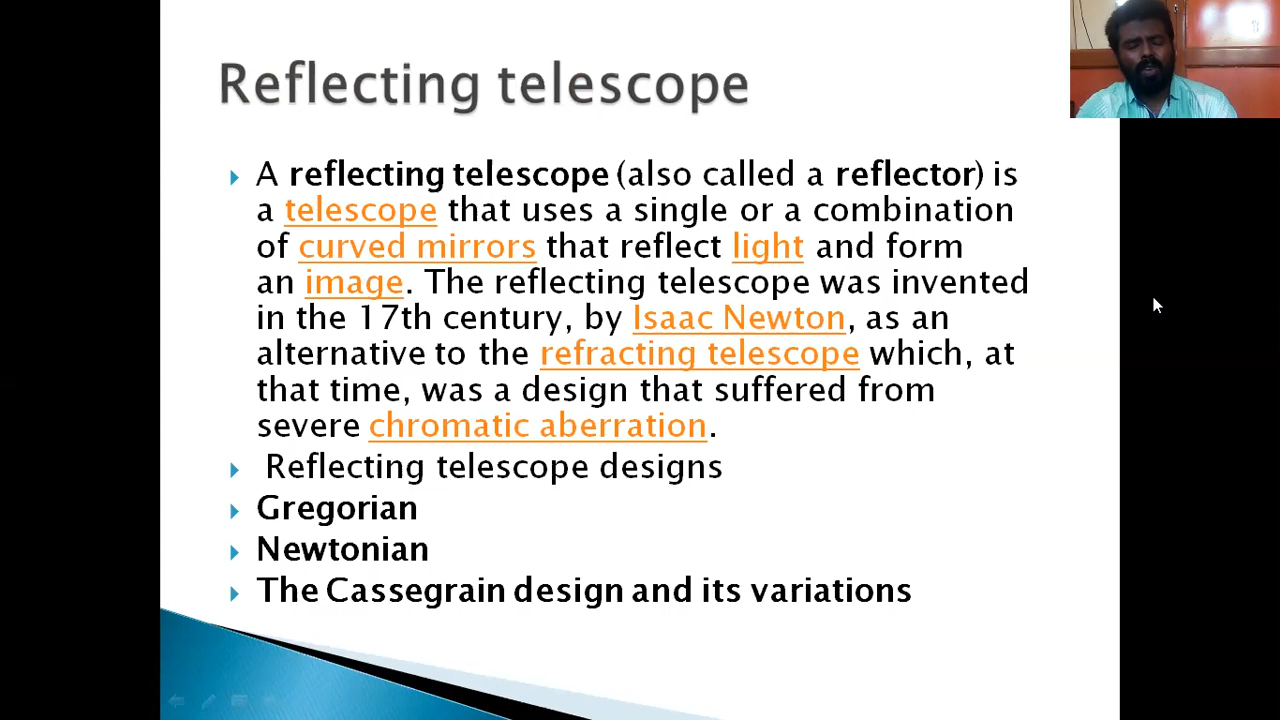 Reflecting telescope
A reflecting telescope (also called a reflector) is
a telescope that uses a single or a combination
of curved mirrors that reflect light and form
an image. The reflecting telescope was invented
in the 17th century, by Isaac Newton, as an
alternative to the refracting telescope which, at
that time, was a design that suffered from
severe chromatic aberration.
Reflecting telescope designs
Gregorian
Newtonian
The Cassegrain design and its variations